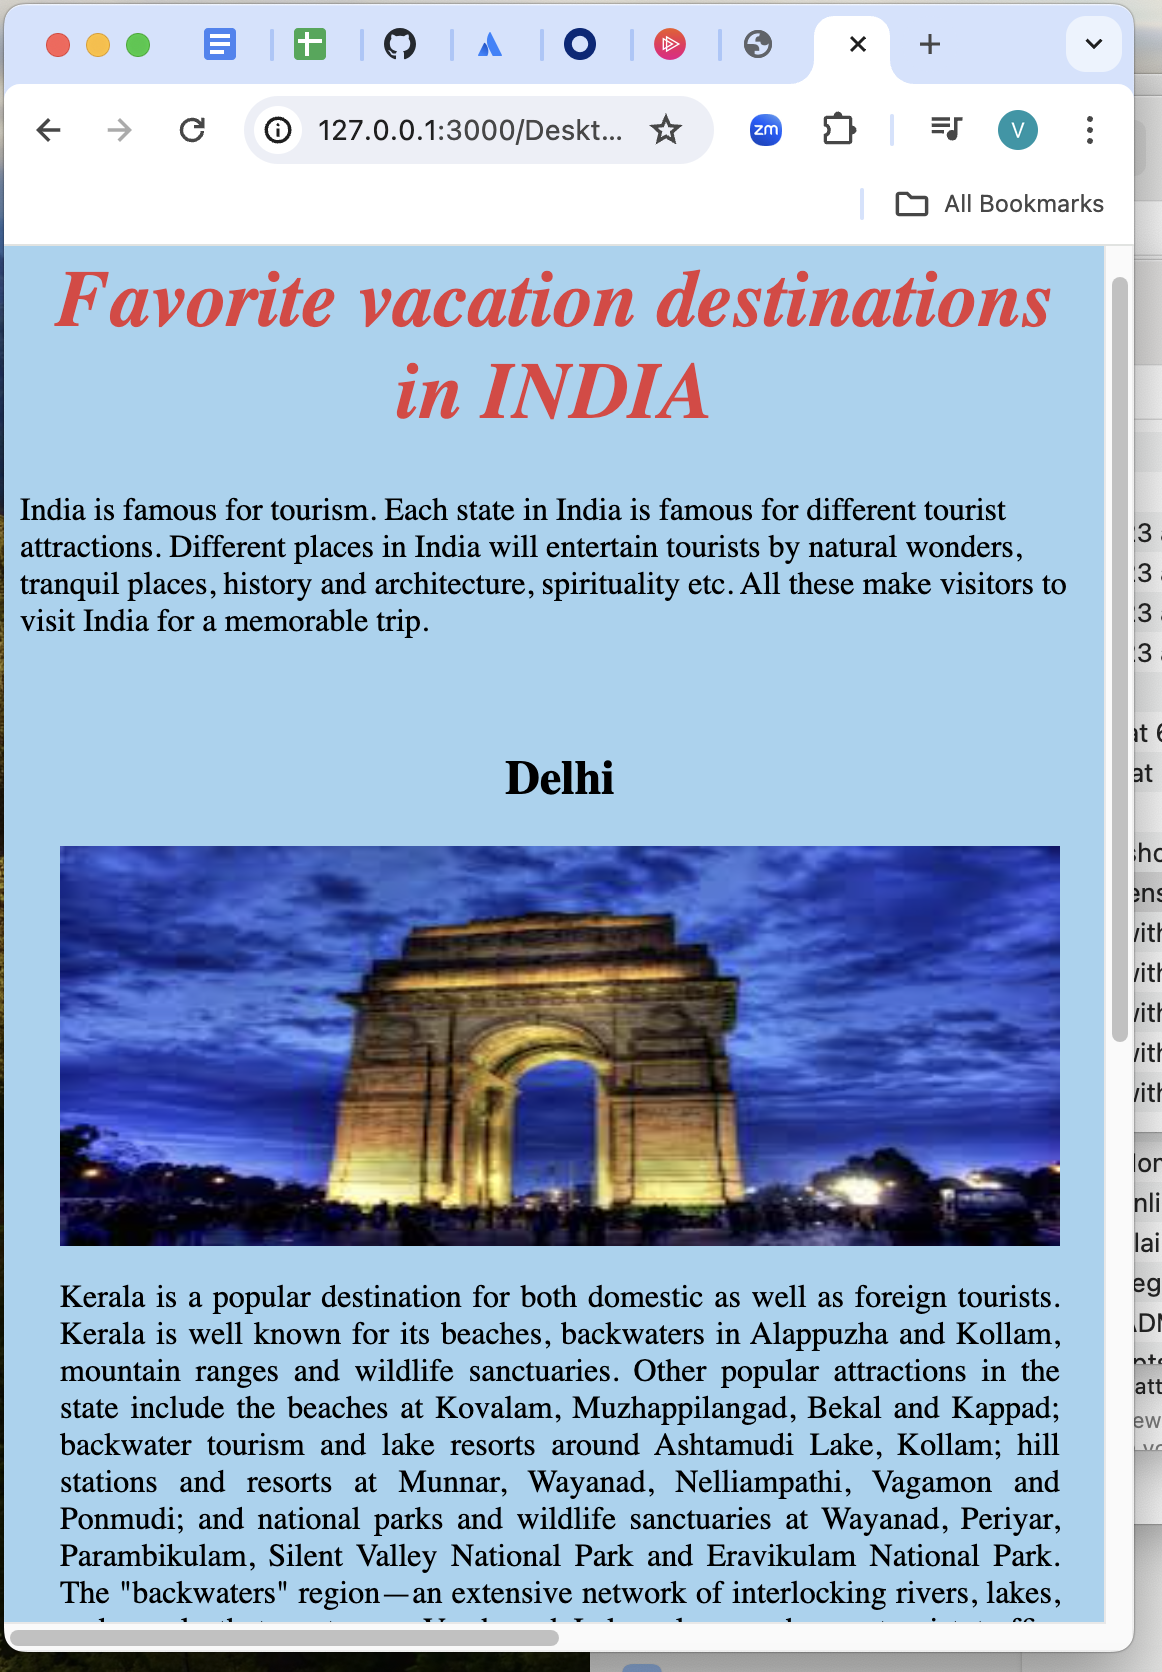 zm
127.0.0.1:3000/Deskt...
V
All Bookmarks
Favorite vacation destinations
in INDIA
India is famous for tourism. Each state in India is famous for different tourist
attractions. Different places in India will entertain tourists by natural wonders,
tranquil places, history and architecture, spirituality etc. All these make visitors to
visit India for a memorable trip.
Delhi
Kerala is a popular destination for both domestic as well as foreign tourists.
Kerala is well known for its beaches, backwaters in Alappuzha and Kollam,
mountain ranges and wildlife sanctuaries. Other popular attractions in the
state include the beaches at Kovalam, Muzhappilangad, Bekal and Kappad;
backwater tourism and lake resorts around Ashtamudi Lake, Kollam; hill
stations and resorts at Munnar, Wayanad, Nelliampathi, Vagamon and
Ponmudi; and national parks and wildlife sanctuaries at Wayanad, Periyar,
Parambikulam, Silent Valley National Park and Eravikulam National Park.
The "backwaters" region—an extensive network of interlocking rivers, lakes,